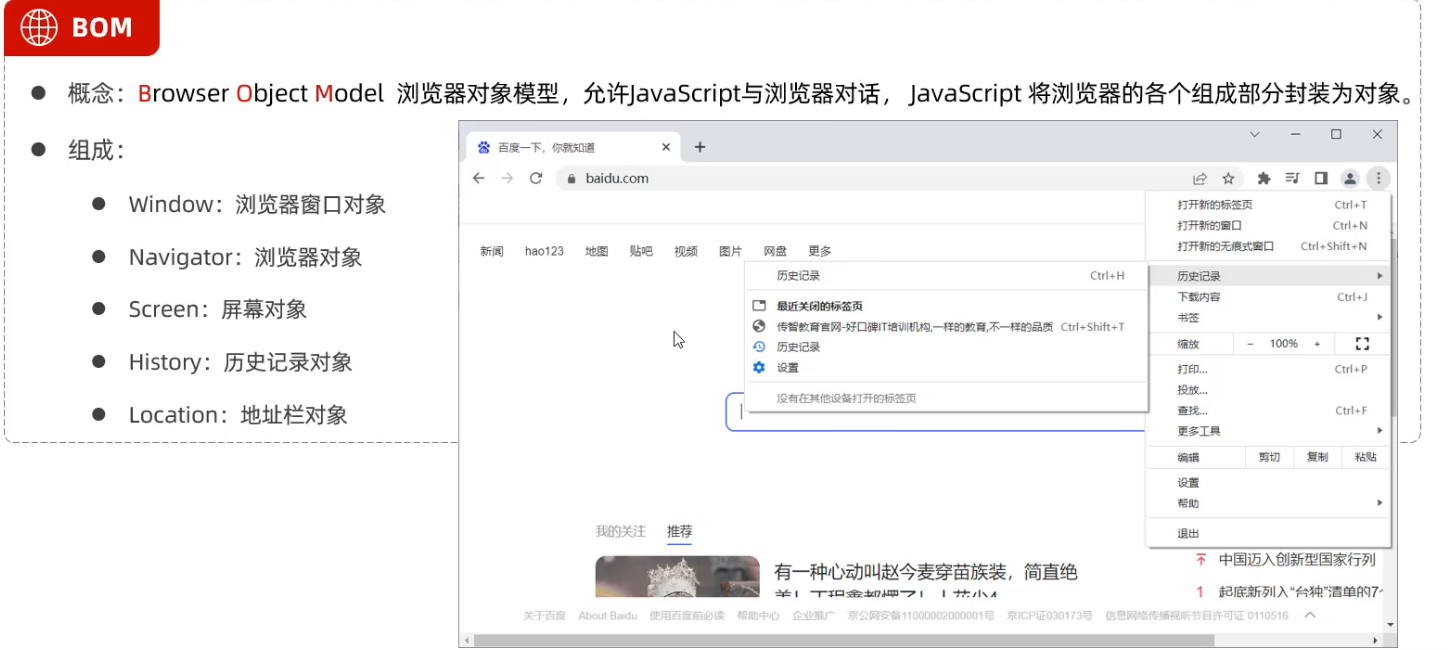 BOM
概念：Browser Object Model 浏览器对象模型，允许JavaScript与浏览器对话， JavaScript 将浏览器的各个组成部分封装为对象。
组成：
Window：浏览器窗口对象
Navigator：浏览器对象
Screen：屏幕对象
History：历史记录对象
Location：地址栏对象
百度一下，你就知道
baidu.com
新闻 hao123 地图 贴吧 视频 图片 网盘 更多
打开新的标签页 Ctrl+T
打开新的窗口 Ctrl+N
打开新的无痕式窗口 Ctrl+Shift+N
历史记录
下载内容 Ctrl+J
书签
缩放 - 100% +
打印... Ctrl+P
投放...
查找... Ctrl+F
更多工具
编辑 剪切 复制 粘贴
设置
帮助
退出
历史记录 Ctrl+H
最近关闭的标签页
传智教育官网-好口碑IT培训机构,一样的教育,不一样的品质 Ctrl+Shift+T
历史记录
设置
没有在其他设备打开的标签页
我的关注 推荐
有一种心动叫赵今麦穿苗族装，简直绝
中国迈入创新型国家行列
1 起底新列入“台独”清单的7
关于百度 About Baidu 使用百度前必读 帮助中心 企业推广 京公网安备11000002000001号 京ICP证030173号 信息网络传播视听节目许可证 0110516